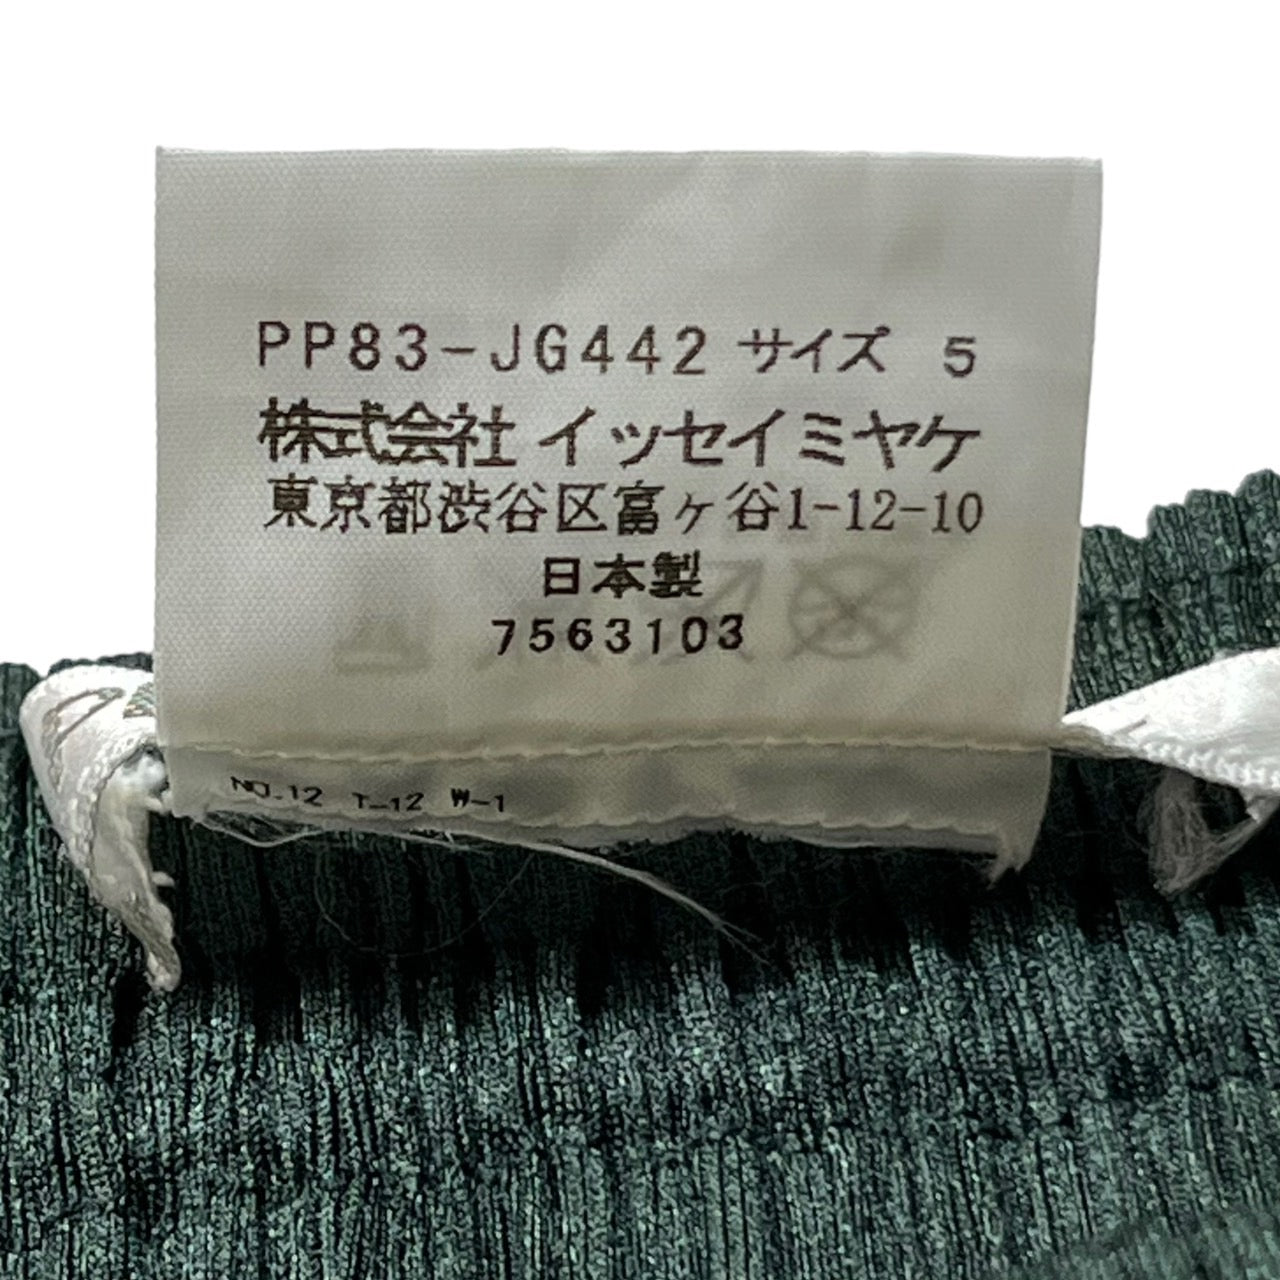 PP83-JG442 サイズ 5
株式会社 イッセイミヤケ
東京都渋谷区富ヶ谷1-12-10
日本製
7563103
NO.12 T-12 W-1